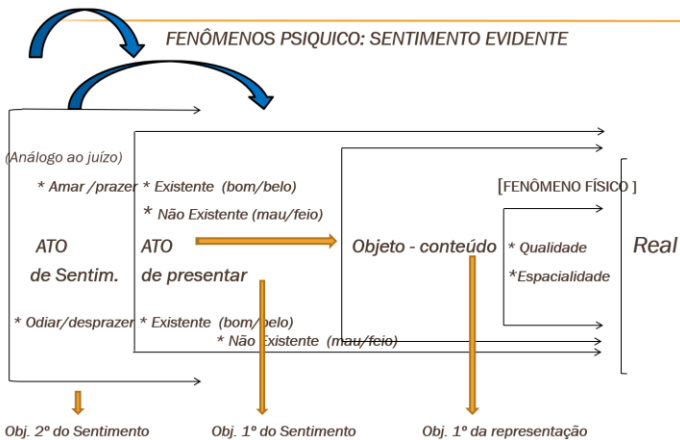 FENÔMENOS PSIQUICO: SENTIMENTO EVIDENTE
(Análogo ao juízo)
* Amar /prazer * Existente (bom/belo)
[FENÔMENO FÍSICO ]
* Não Existente (mau/feio)
ATO
ATO
Objeto - conteúdo
* Qualidade
Real
de Sentim.
de presentar
*Espacialidade
* Odiar/desprazer * Existente (bom/belo)
* Não Existente (mau/feio)
Obj. 2º do Sentimento
Obj. 1º do Sentimento
Obj. 1º da representação